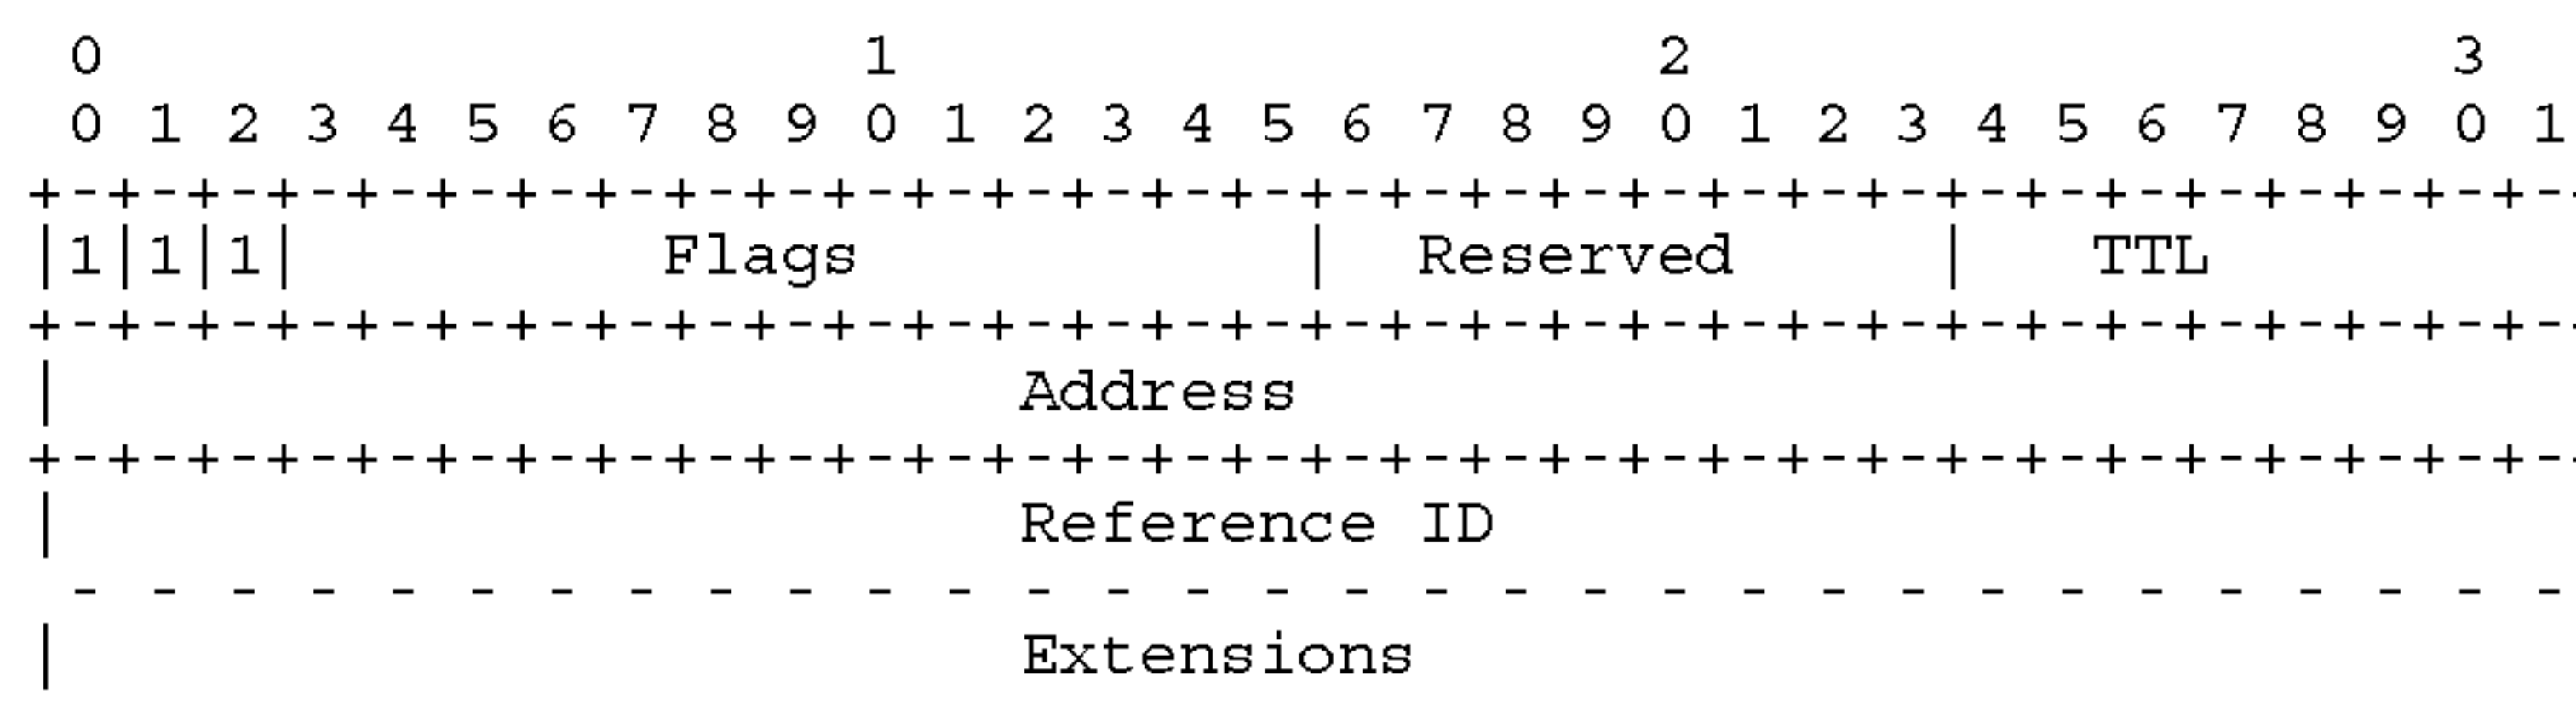 0 1 2 3
0 1 2 3 4 5 6 7 8 9 0 1 2 3 4 5 6 7 8 9 0 1 2 3 4 5 6 7 8 9 0 1
+-+-+-+-+-+-+-+-+-+-+-+-+-+-+-+-+-+-+-+-+-+-+-+-+-+-+-+-+-+-+-+-+
|1|1|1| Flags | Reserved | TTL
+-+-+-+-+-+-+-+-+-+-+-+-+-+-+-+-+-+-+-+-+-+-+-+-+-+-+-+-+-+-+-+-+
| Address
+-+-+-+-+-+-+-+-+-+-+-+-+-+-+-+-+-+-+-+-+-+-+-+-+-+-+-+-+-+-+-+-+
| Reference ID
- - - - - - - - - - - - - - - - - - - - - - - - - - - - - - - -
| Extensions